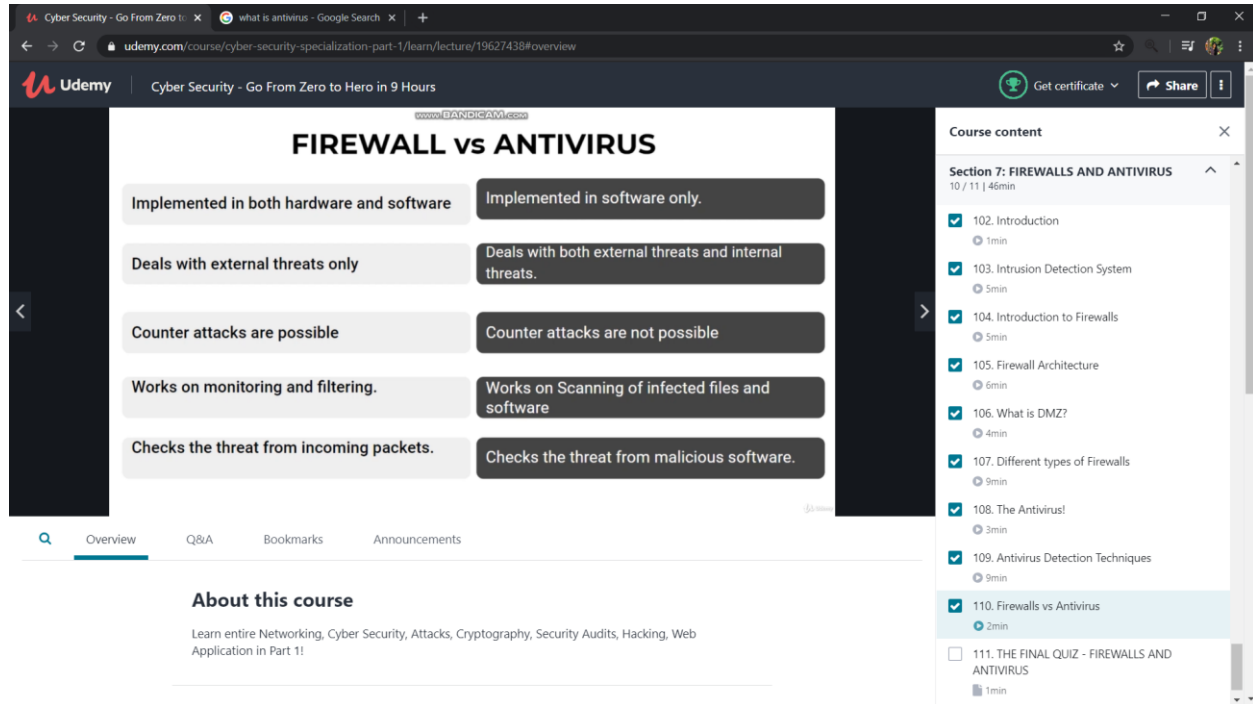 Cyber Security - Go From Zero to
what is antivirus - Google Search
udemy.com/course/cyber-security-specialization-part-1/learn/lecture/19627438#overview
Udemy
Cyber Security - Go From Zero to Hero in 9 Hours
Get certificate
Share
www.BANDICAM.com
FIREWALL vs ANTIVIRUS
Implemented in both hardware and software
Implemented in software only.
Deals with external threats only
Deals with both external threats and internal
threats.
Counter attacks are possible
Counter attacks are not possible
Works on monitoring and filtering.
Works on Scanning of infected files and
software
Checks the threat from incoming packets.
Checks the threat from malicious software.
Udemy
Overview
Q&A
Bookmarks
Announcements
About this course
Learn entire Networking, Cyber Security, Attacks, Cryptography, Security Audits, Hacking, Web
Application in Part 1!
Course content
Section 7: FIREWALLS AND ANTIVIRUS
10 / 11 | 46min
102. Introduction
1min
103. Intrusion Detection System
5min
104. Introduction to Firewalls
5min
105. Firewall Architecture
6min
106. What is DMZ?
4min
107. Different types of Firewalls
9min
108. The Antivirus!
3min
109. Antivirus Detection Techniques
9min
110. Firewalls vs Antivirus
2min
111. THE FINAL QUIZ - FIREWALLS AND
ANTIVIRUS
1min